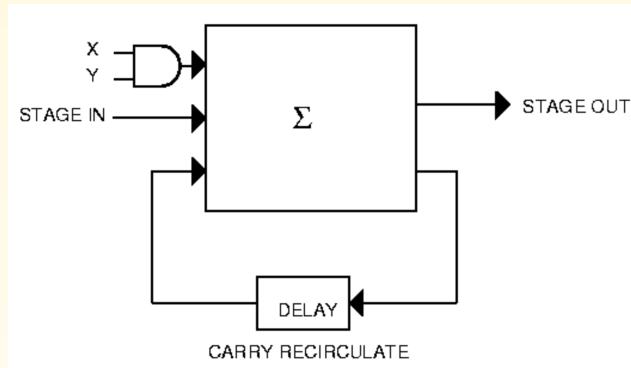 X
Y
STAGE IN
Σ
STAGE OUT
DELAY
CARRY RECIRCULATE